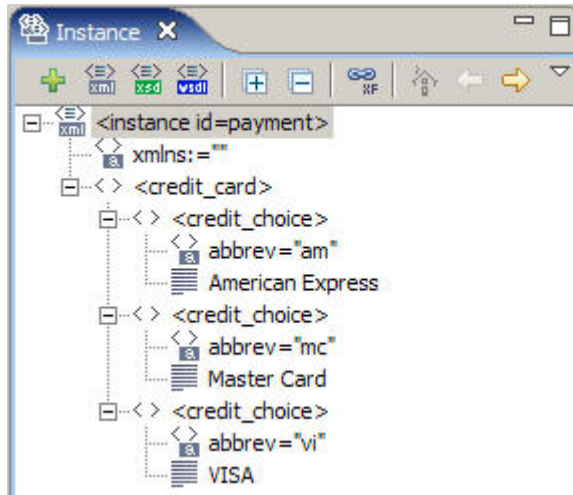 Instance
xml xsd wsdl XF
<instance id=payment>
xml
xmlns:=""
a
<credit_card>
<credit_choice>
abbrev="am"
a
American Express
<credit_choice>
abbrev="mc"
a
Master Card
<credit_choice>
abbrev="vi"
a
VISA